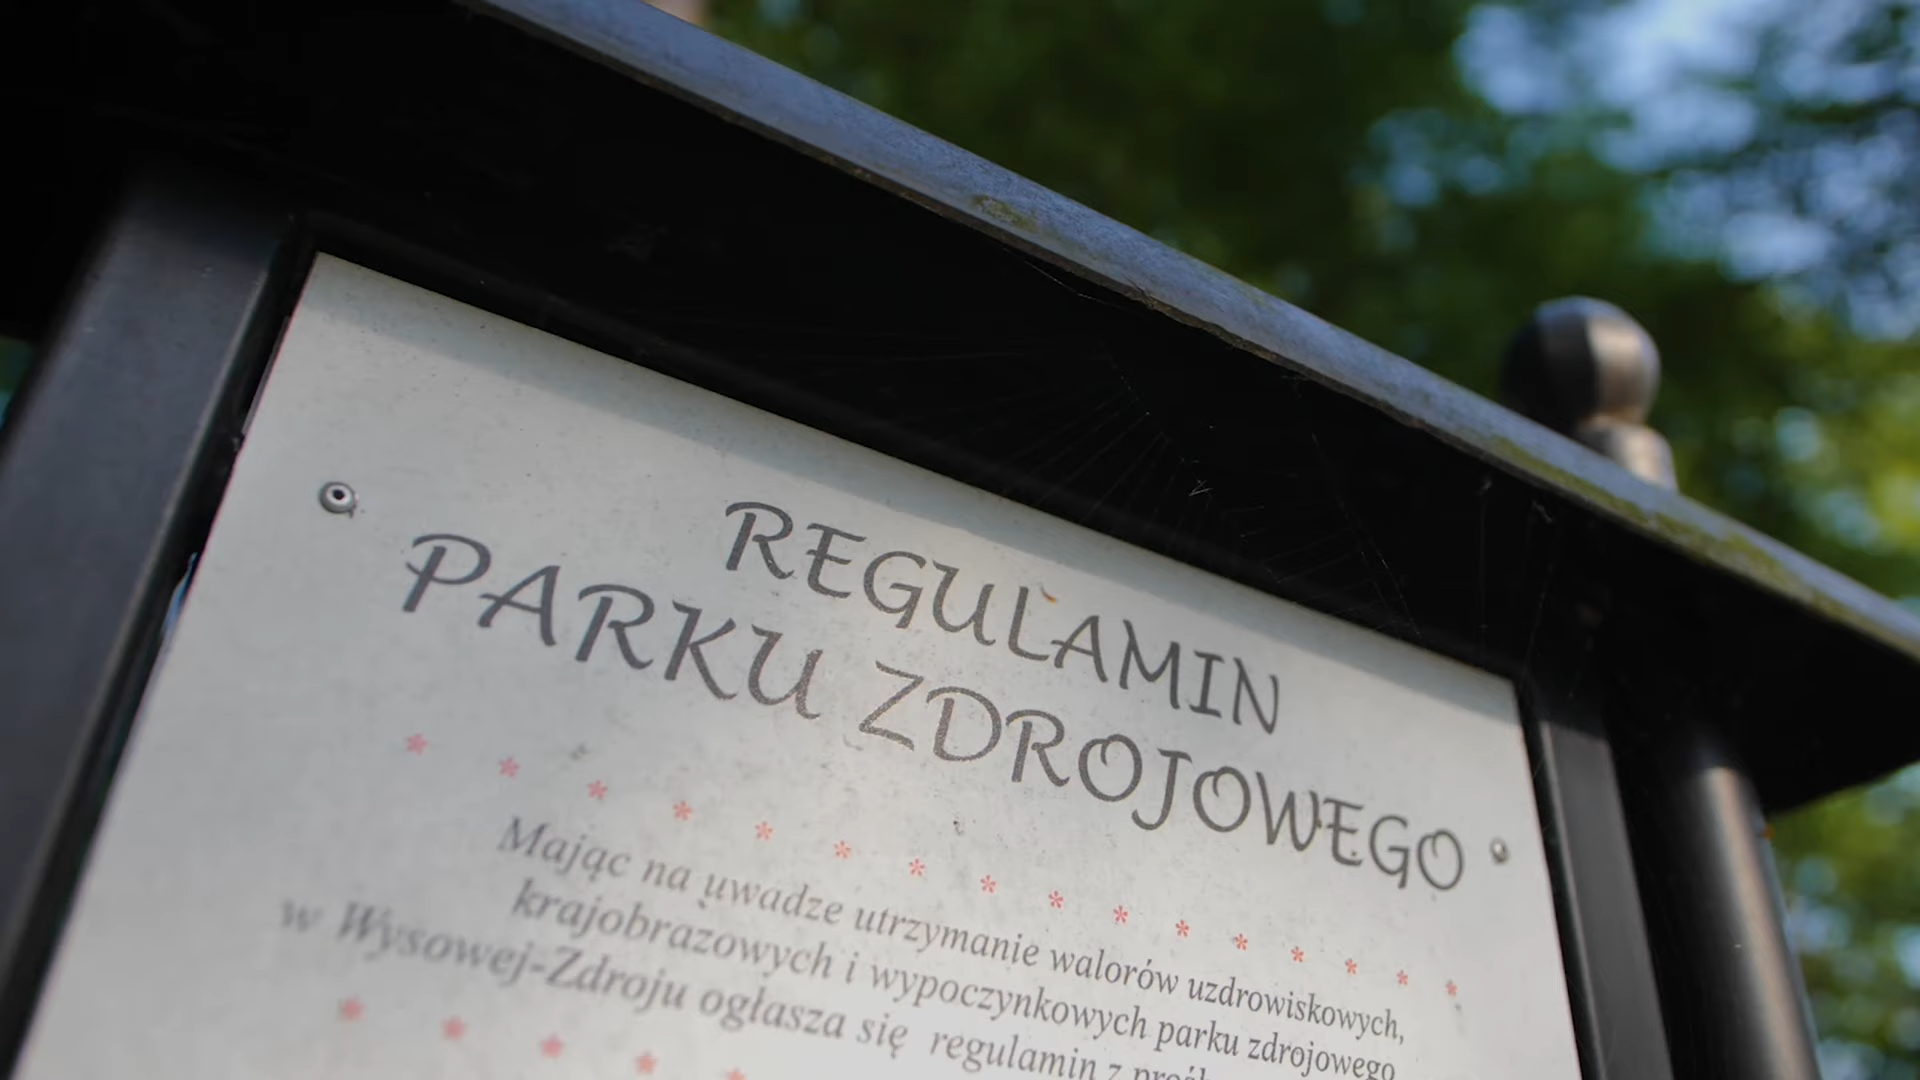 REGULAMIN
PARKU ZDROJOWEGO
* * * * * * * * * * * * * * * *
Mając na uwadze utrzymanie walorów uzdrowiskowych,
krajobrazowych i wypoczynkowych parku zdrojowego
w Wysowej-Zdroju ogłasza się regulamin z
* * * * *